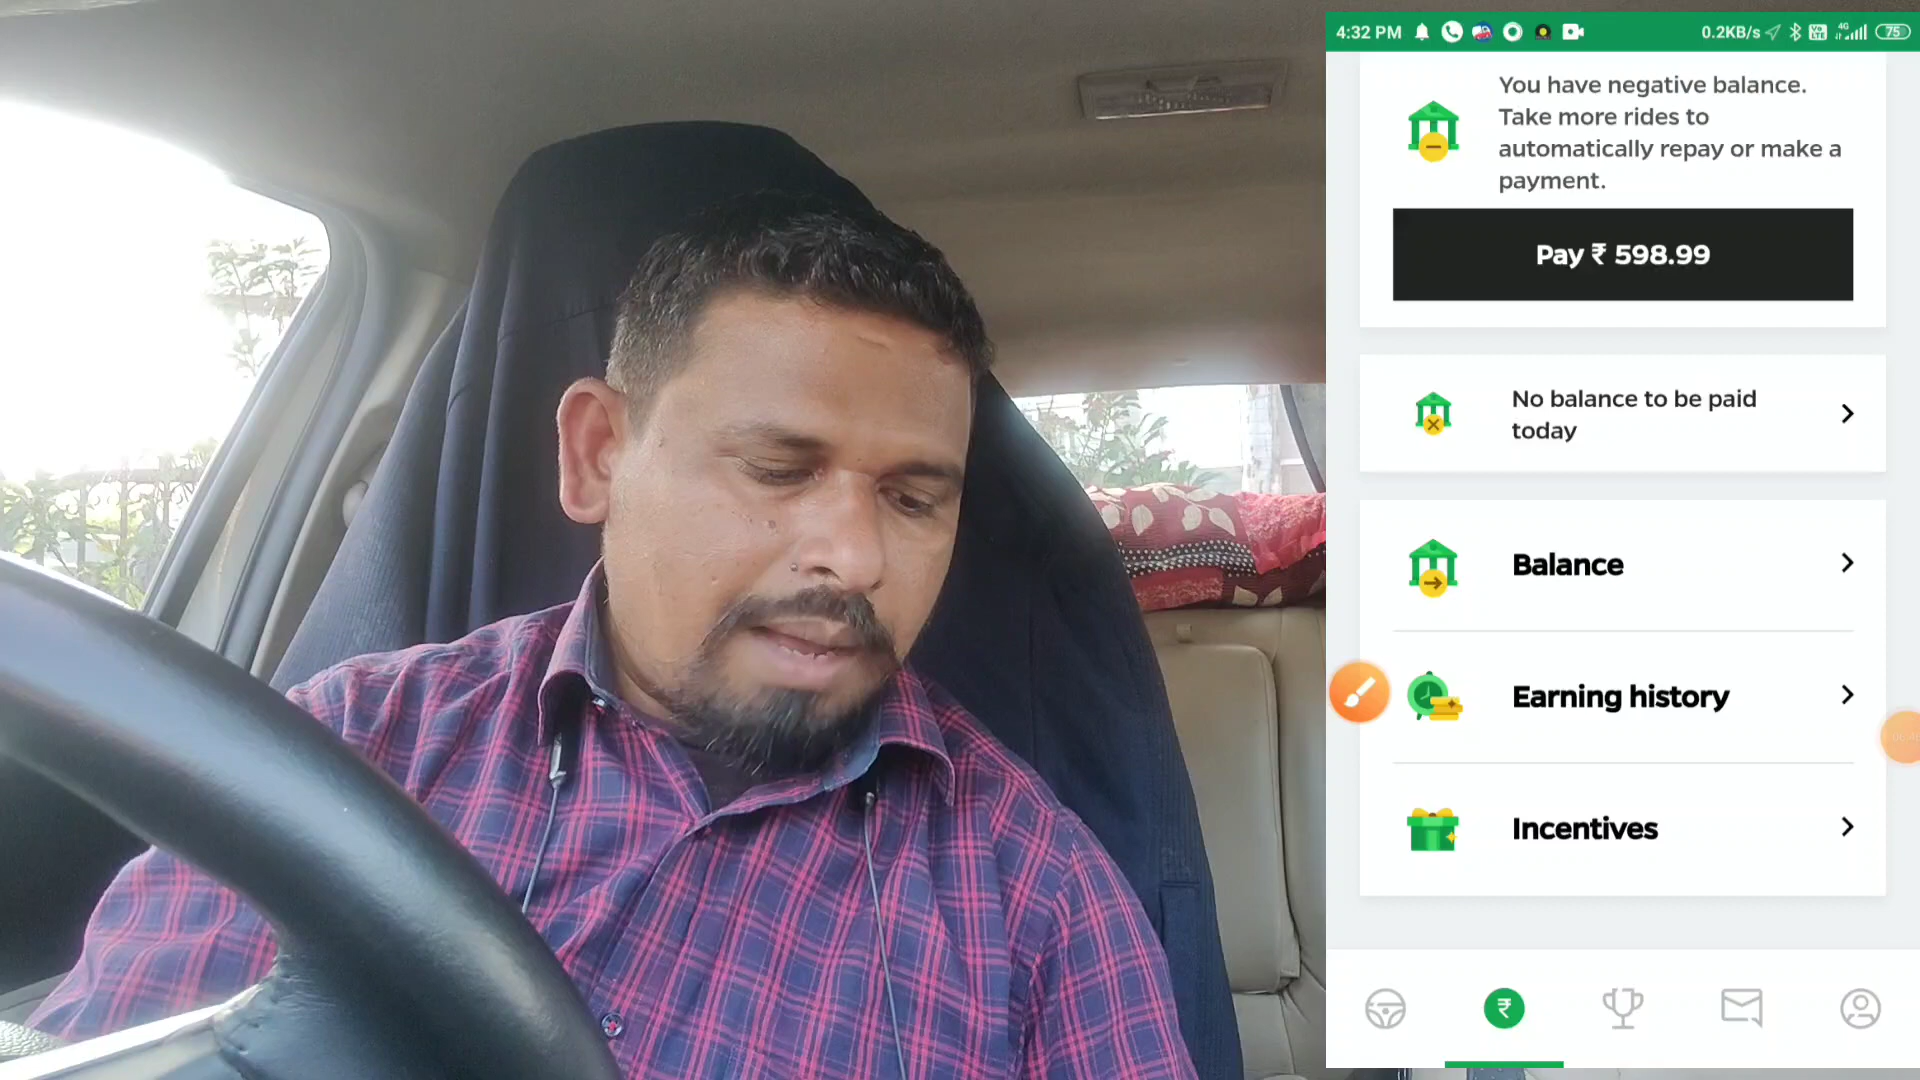 4:32 PM 0.2KB/s 4G 75
You have negative balance.
Take more rides to
automatically repay or make a
payment.
Pay ₹ 598.99
No balance to be paid
today
Balance
Earning history
Incentives
₹